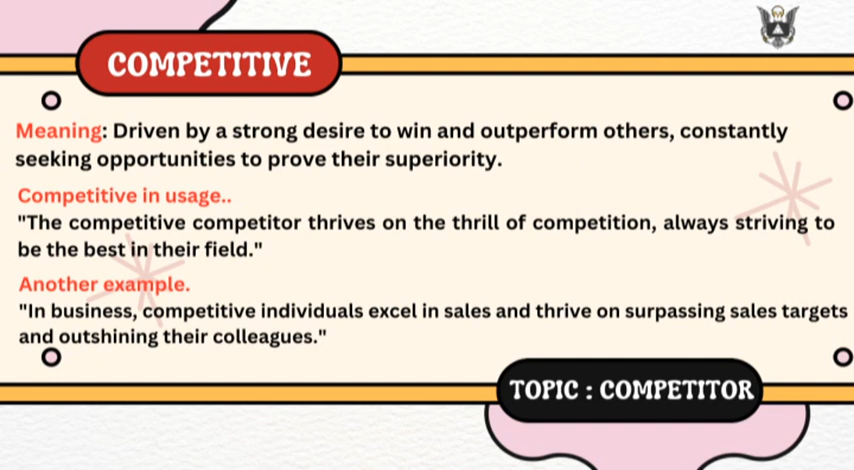 COMPETITIVE
Meaning: Driven by a strong desire to win and outperform others, constantly
seeking opportunities to prove their superiority.
Competitive in usage..
"The competitive competitor thrives on the thrill of competition, always striving to
be the best in their field."
Another example.
"In business, competitive individuals excel in sales and thrive on surpassing sales targets
and outshining their colleagues."
TOPIC : COMPETITOR